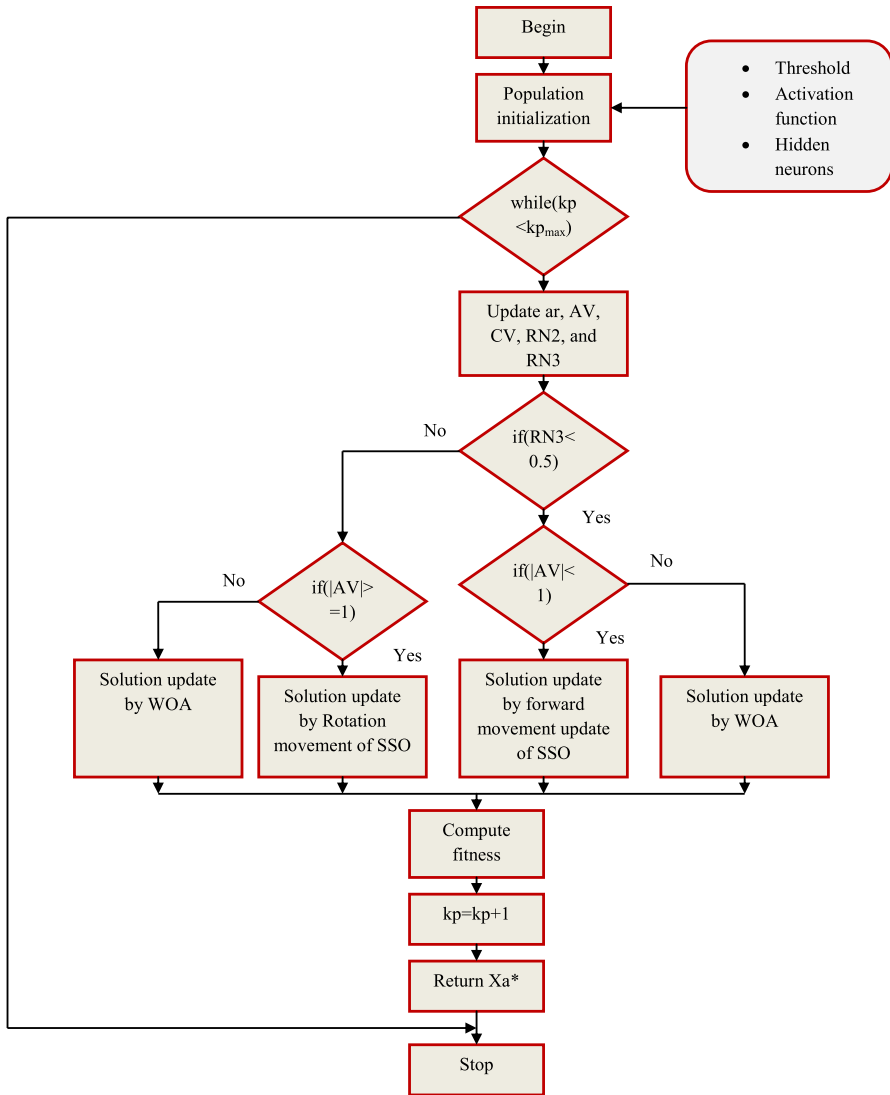 Begin
Population
initialization
• Threshold
• Activation
function
• Hidden
neurons
while(kp
<kpmax)
Update ar, AV,
CV, RN2, and
RN3
if(RN3<
0.5)
No
Yes
if(|AV|>
=1)
No
Yes
if(|AV|<
1)
No
Yes
Solution update
by WOA
Solution update
by Rotation
movement of SSO
Solution update
by forward
movement update
of SSO
Solution update
by WOA
Compute
fitness
kp=kp+1
Return Xa*
Stop